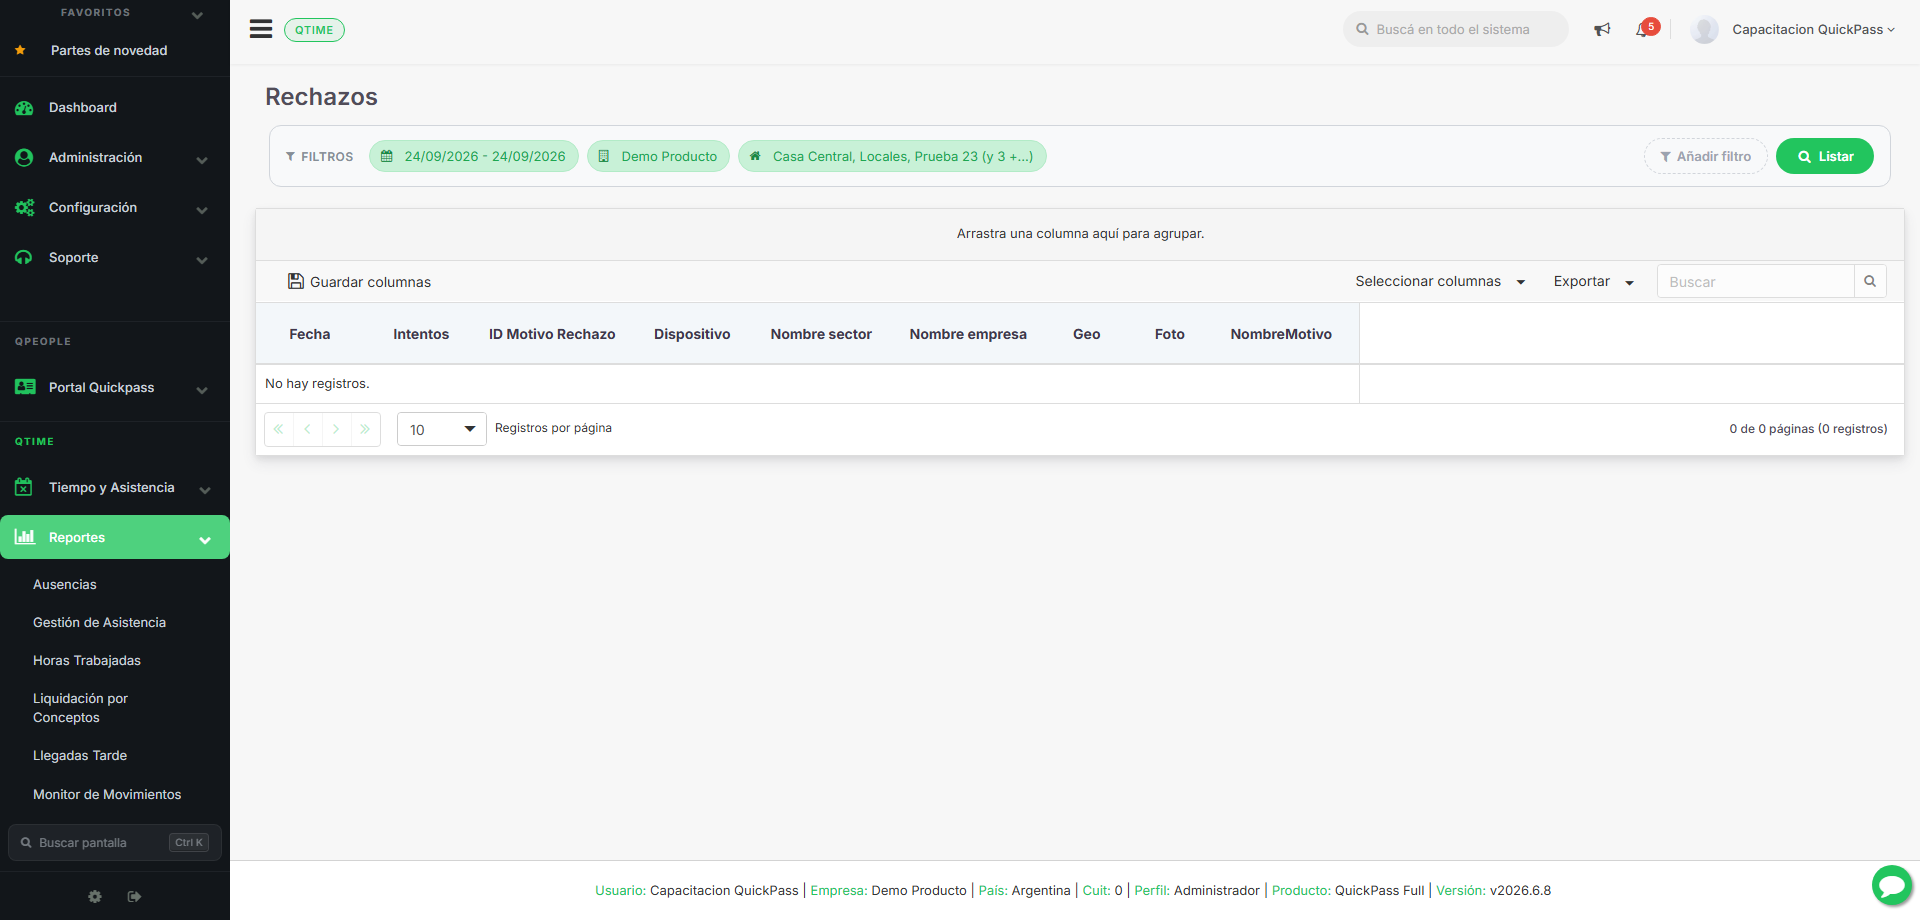 FAVORITOS
Partes de novedad
Dashboard
Administración
Configuración
Soporte
QPEOPLE
Portal Quickpass
QTIME
Tiempo y Asistencia
Reportes
Ausencias
Gestión de Asistencia
Horas Trabajadas
Liquidación por
Conceptos
Llegadas Tarde
Monitor de Movimientos
Buscar pantalla Ctrl K
QTIME
Buscá en todo el sistema
5
Capacitacion QuickPass
Rechazos
FILTROS 24/09/2026 - 24/09/2026 Demo Producto Casa Central, Locales, Prueba 23 (y 3 +...) Añadir filtro Listar
Arrastra una columna aquí para agrupar.
Guardar columnas Seleccionar columnas Exportar Buscar
Fecha Intentos ID Motivo Rechazo Dispositivo Nombre sector Nombre empresa Geo Foto NombreMotivo
No hay registros.
10 Registros por página 0 de 0 páginas (0 registros)
Usuario: Capacitacion QuickPass | Empresa: Demo Producto | País: Argentina | Cuit: 0 | Perfil: Administrador | Producto: QuickPass Full | Versión: v2026.6.8